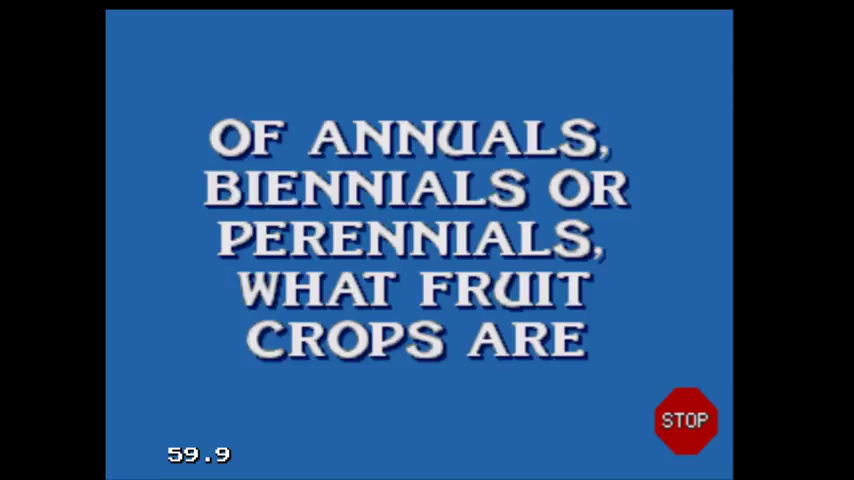 OF ANNUALS,
BIENNIALS OR
PERENNIALS,
WHAT FRUIT
CROPS ARE
STOP
59.9